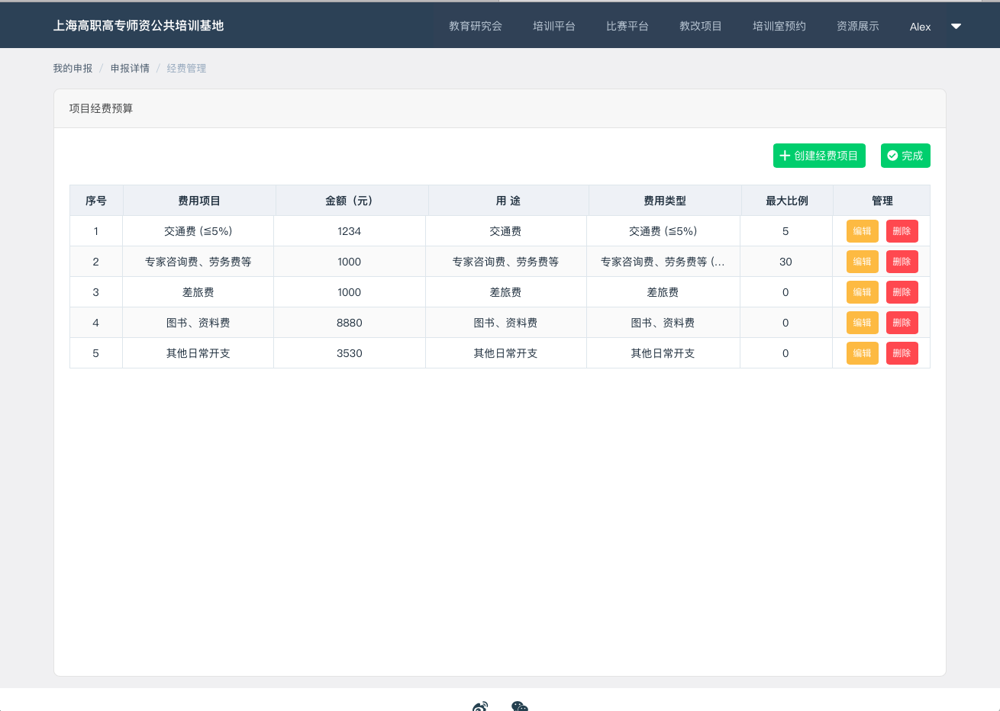 上海高职高专师资公共培训基地 教育研究会 培训平台 比赛平台 教改项目 培训室预约 资源展示 Alex
我的申报 / 申报详情 / 经费管理
项目经费预算
创建经费项目 完成
序号 费用项目 金额（元） 用 途 费用类型 最大比例 管理
1 交通费 (≦5%) 1234 交通费 交通费 (≦5%) 5 编辑 删除
2 专家咨询费、劳务费等 1000 专家咨询费、劳务费等 专家咨询费、劳务费等 (... 30 编辑 删除
3 差旅费 1000 差旅费 差旅费 0 编辑 删除
4 图书、资料费 8880 图书、资料费 图书、资料费 0 编辑 删除
5 其他日常开支 3530 其他日常开支 其他日常开支 0 编辑 删除